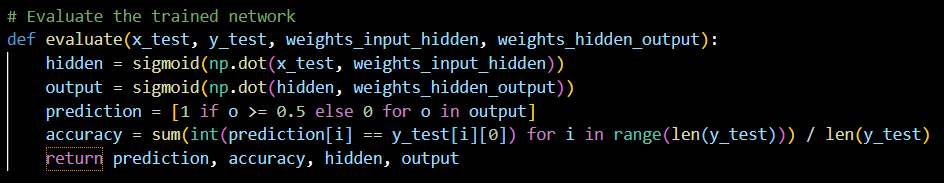 # Evaluate the trained network
def evaluate(x_test, y_test, weights_input_hidden, weights_hidden_output):
    hidden = sigmoid(np.dot(x_test, weights_input_hidden))
    output = sigmoid(np.dot(hidden, weights_hidden_output))
    prediction = [1 if o >= 0.5 else 0 for o in output]
    accuracy = sum(int(prediction[i] == y_test[i][0]) for i in range(len(y_test))) / len(y_test)
    return prediction, accuracy, hidden, output